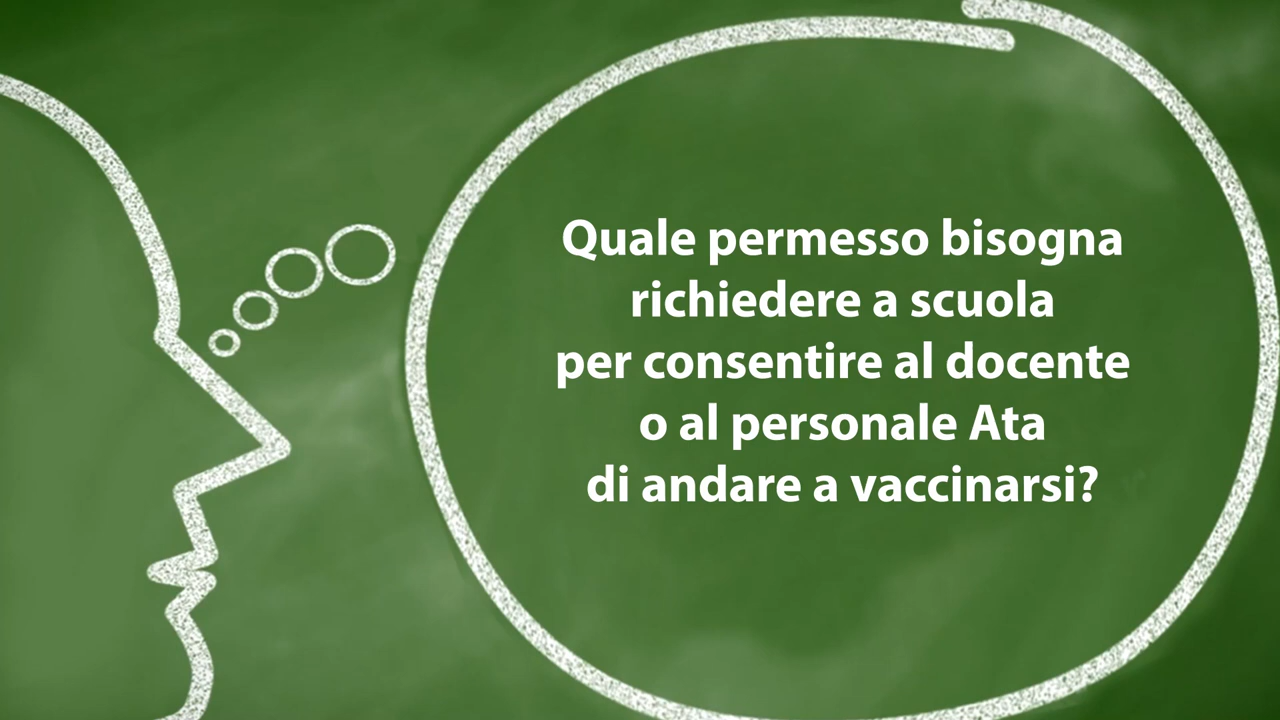 Quale permesso bisogna
richiedere a scuola
per consentire al docente
o al personale Ata
di andare a vaccinarsi?